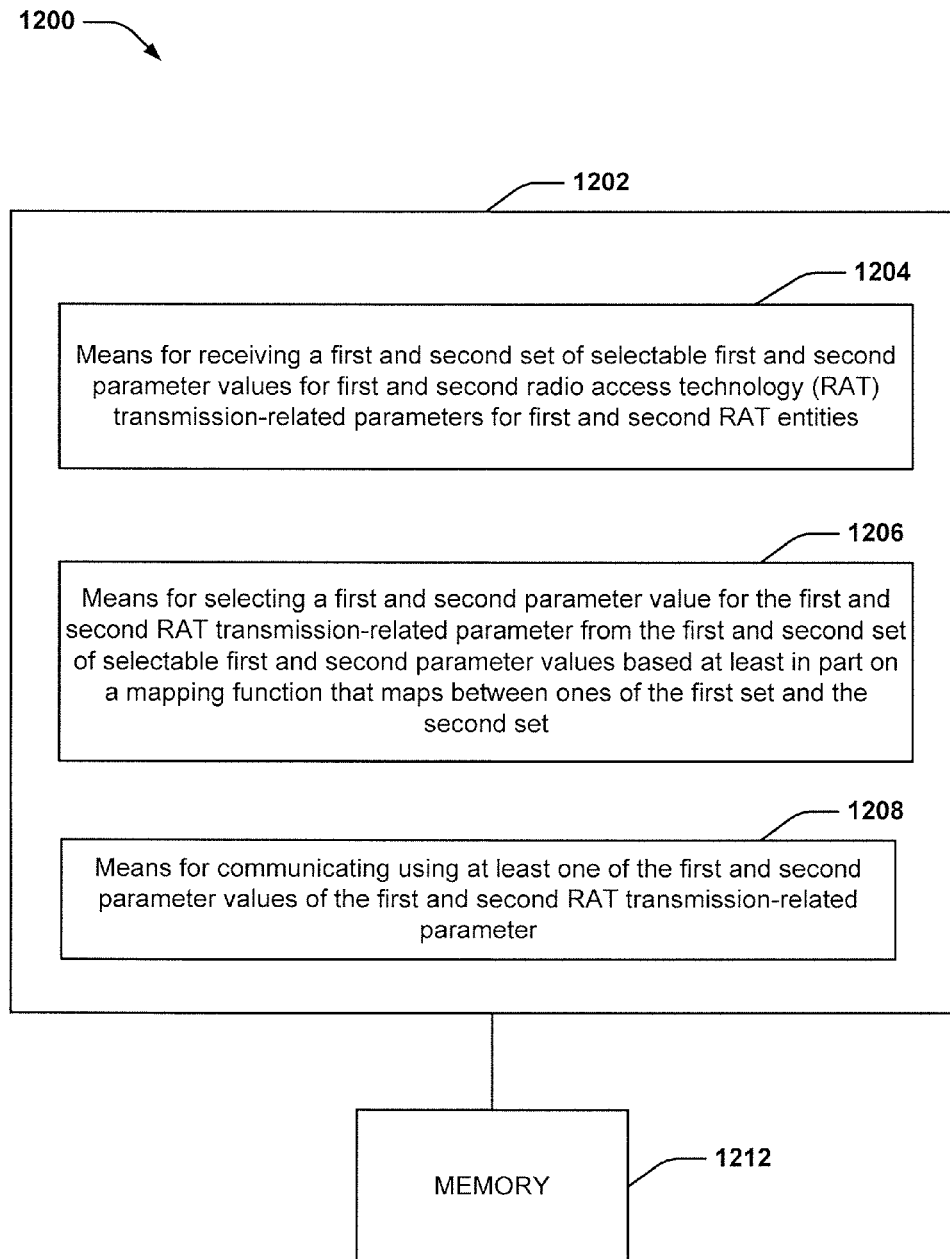 1200
1202
1204
Means for receiving a first and second set of selectable first and second
parameter values for first and second radio access technology (RAT)
transmission-related parameters for first and second RAT entities
1206
Means for selecting a first and second parameter value for the first and
second RAT transmission-related parameter from the first and second set
of selectable first and second parameter values based at least in part on
a mapping function that maps between ones of the first set and the
second set
1208
Means for communicating using at least one of the first and second
parameter values of the first and second RAT transmission-related
parameter
1212
MEMORY